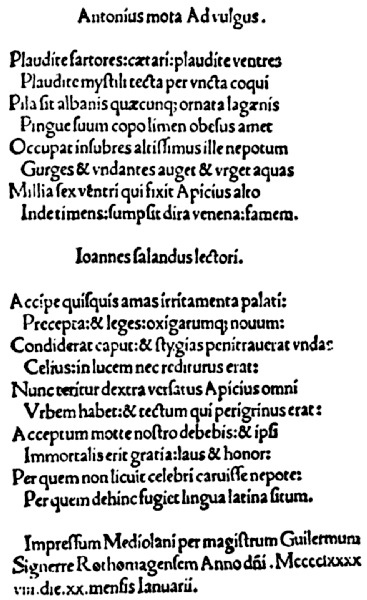 Antonius mota Ad vulgus.
Plaudite sartores: cætari: plaudite ventres
Plaudite mystili tecta per vncta coqui
Pila sit albanis quæcunq; ornata lagænis
Pingue suum copo limen obesus amet
Occupat insubres altissimus ille nepotum
Gurges & vndantes auget & vrget aquas
Millia sex vẽntri qui fixit Apicius alto
Inde timens: sumpsit dira venena: famem.
Ioannes salandus lectori.
Accipe quisquis amas irritamenta palati:
Precepta: & leges: oxigarumq; nouum:
Condiderat caput: & stygias penitrauerat vndas
Celius: in lucem nec rediturus erat:
Nunc teritur dextra versatus Apicius omni
Vrbem habet: & tectum qui perigrinus erat:
Acceptum motte nostro debebis: & ipsi
Immortalis erit gratia: laus & honor:
Per quem non licuit celebri caruisse nepote:
Per quem dehinc fugiet lingua latina situm.
Impressum Mediolani per magistrum Guilermum
Signerre Rothomagensem Anno dñi. Mcccclxxxx
viii. die. xx. mensis Ianuarii.